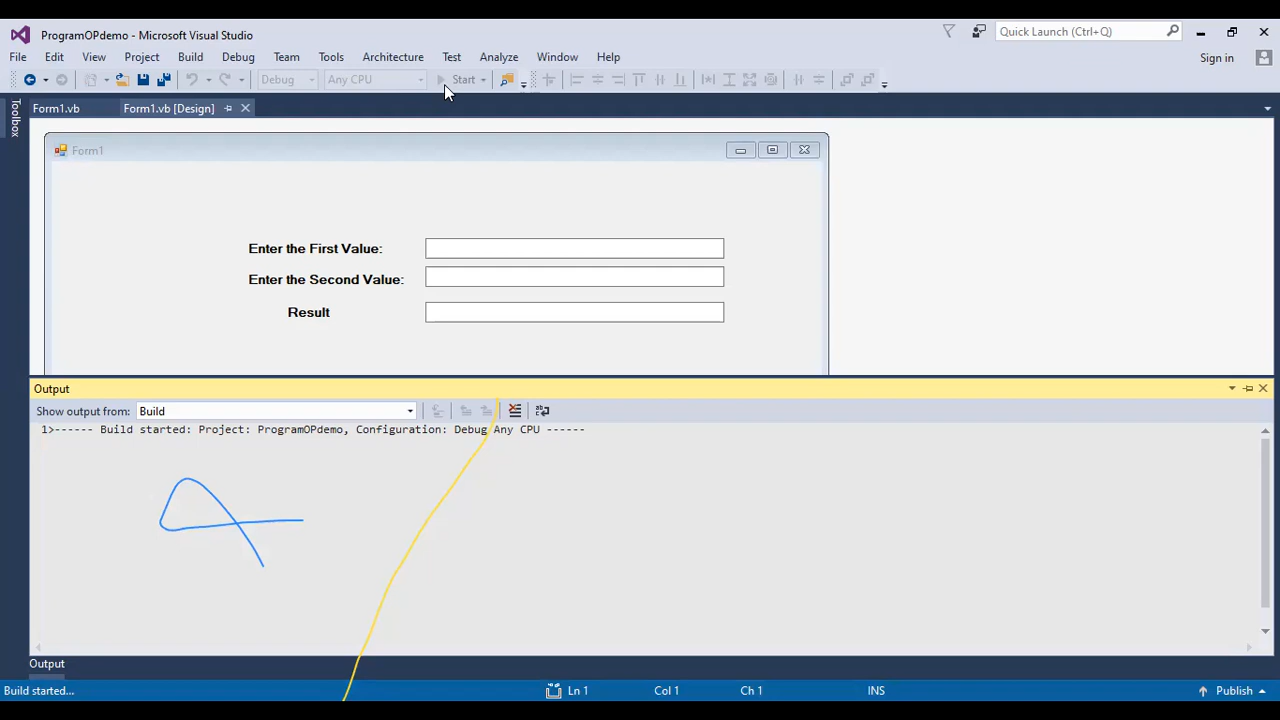 ProgramOPdemo - Microsoft Visual Studio
Quick Launch (Ctrl+Q)
File Edit View Project Build Debug Team Tools Architecture Test Analyze Window Help
Sign in
Debug Any CPU Start
Toolbox
Form1.vb Form1.vb [Design]
Form1
Enter the First Value:
Enter the Second Value:
Result
Output
Show output from: Build
1>------ Build started: Project: ProgramOPdemo, Configuration: Debug Any CPU ------
Output
Build started... Ln 1 Col 1 Ch 1 INS Publish